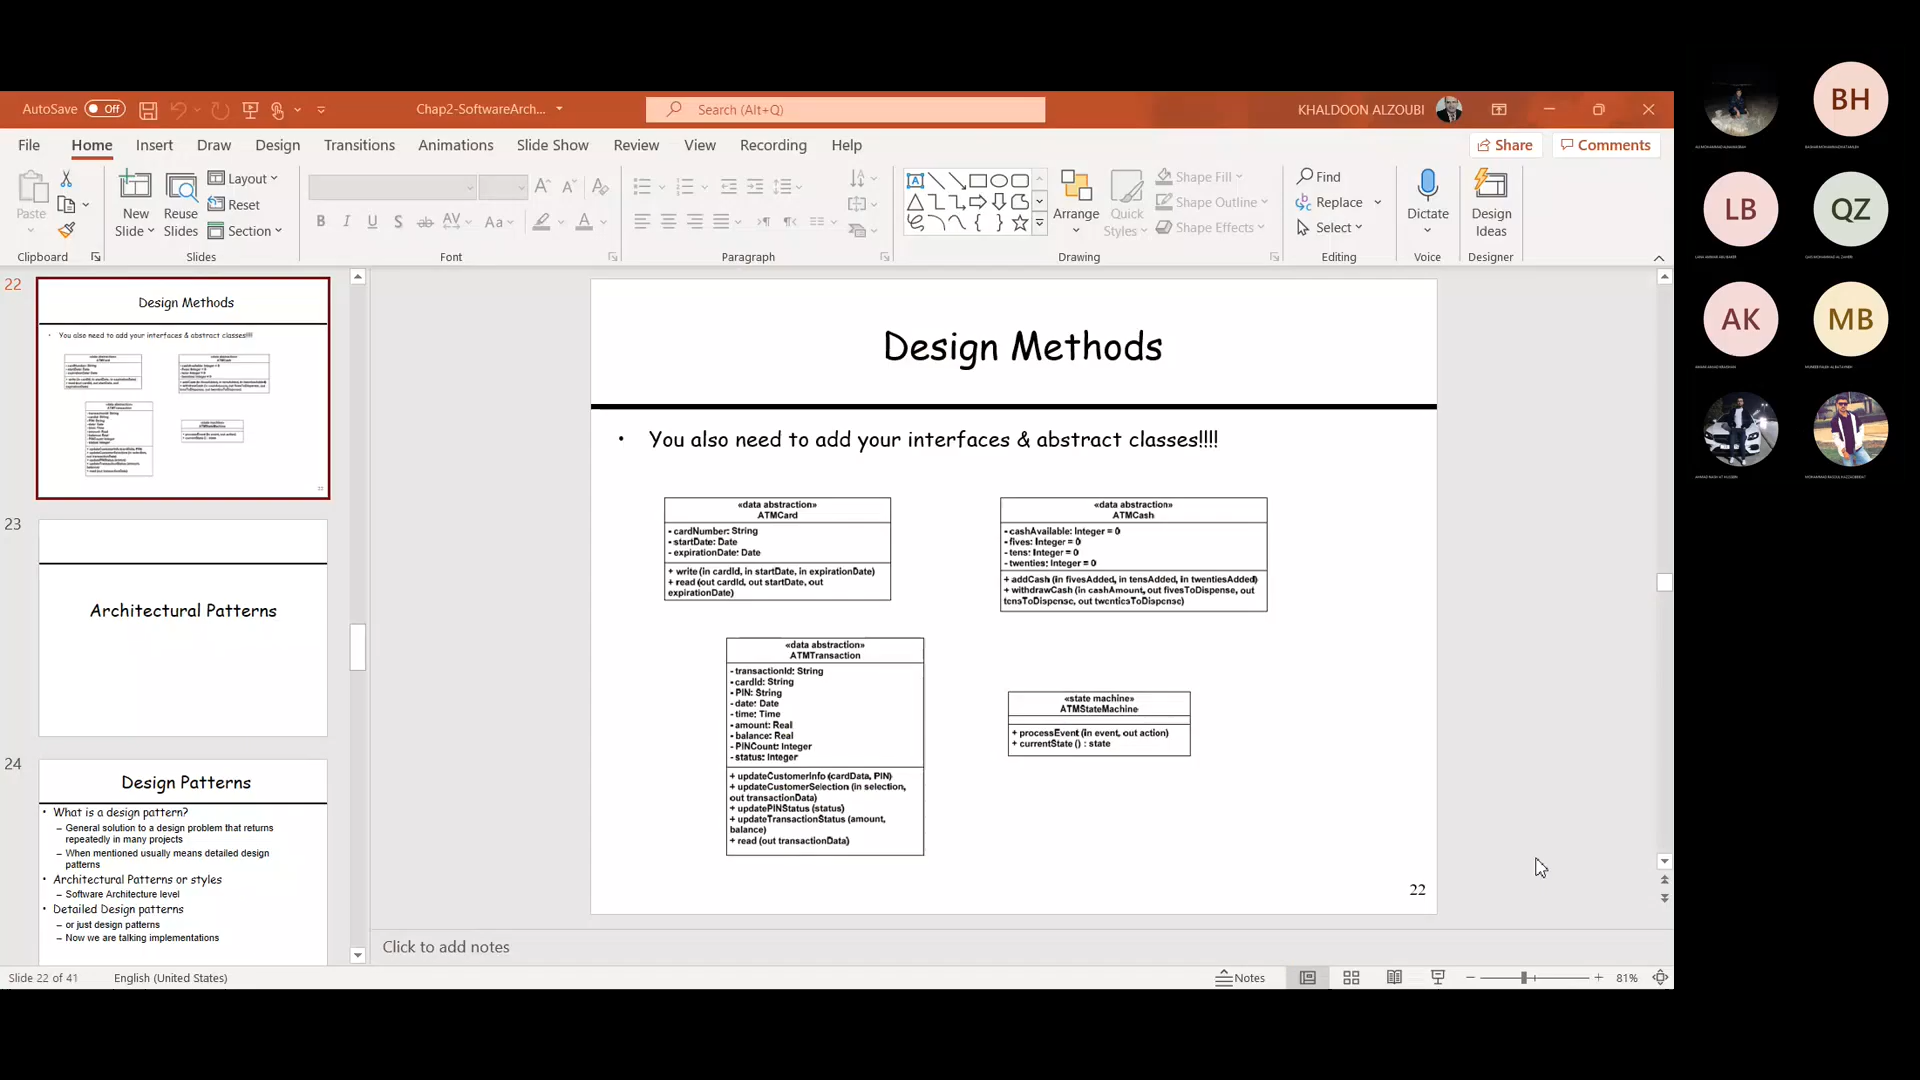 AutoSave Off
Chap2-SoftwareArch...
Search (Alt+Q)
KHALDOON ALZOUBI
File Home Insert Draw Design Transitions Animations Slide Show Review View Recording Help
Share Comments
Paste
Clipboard
New Slide
Reuse Slides
Layout
Reset
Section
Slides
Font
Paragraph
Arrange
Quick Styles
Shape Fill
Shape Outline
Shape Effects
Drawing
Find
Replace
Select
Editing
Dictate
Voice
Design Ideas
Designer
22
Design Methods
• You also need to add your interfaces & abstract classes!!!!
23
Architectural Patterns
24
Design Patterns
• What is a design pattern?
– General solution to a design problem that returns
repeatedly in many projects
– When mentioned usually means detailed design
patterns
• Architectural Patterns or styles
– Software Architecture level
• Detailed Design patterns
– or just design patterns
– Now we are talking implementations
Design Methods
• You also need to add your interfaces & abstract classes!!!!
«data abstraction»
ATMCard
- cardNumber: String
- startDate: Date
- expirationDate: Date
+ write (in cardId, in startDate, in expirationDate)
+ read (out cardId, out startDate, out
expirationDate)
«data abstraction»
ATMCash
- cashAvailable: Integer = 0
- fives: Integer = 0
- tens: Integer = 0
- twenties: Integer = 0
+ addCash (in fivesAdded, in tensAdded, in twentiesAdded)
+ withdrawCash (in cashAmount, out fivesToDispense, out
tensToDispense, out twentiesToDispense)
«data abstraction»
ATMTransaction
- transactionId: String
- cardId: String
- PIN: String
- date: Date
- time: Time
- amount: Real
- balance: Real
- PINCount: Integer
- status: Integer
+ updateCustomerInfo (cardData, PIN)
+ updateCustomerSelection (in selection,
out transactionData)
+ updatePINStatus (status)
+ updateTransactionStatus (amount,
balance)
+ read (out transactionData)
«state machine»
ATMStateMachine
+ processEvent (in event, out action)
+ currentState () : state
22
Click to add notes
Slide 22 of 41
English (United States)
Notes
81%
BH
LB
QZ
AK
MB